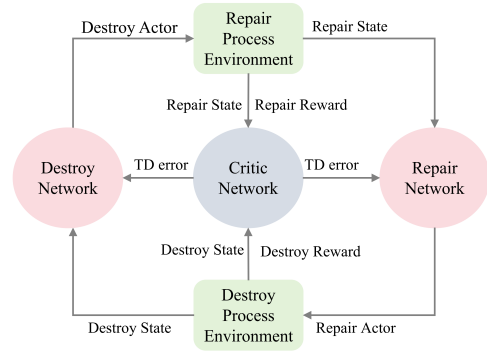 Destroy Actor
Repair
Process
Environment
Repair State
Repair State
Repair Reward
Destroy
Network
TD error
Critic
Network
TD error
Repair
Network
Destroy State
Destroy Reward
Destroy State
Destroy
Process
Environment
Repair Actor